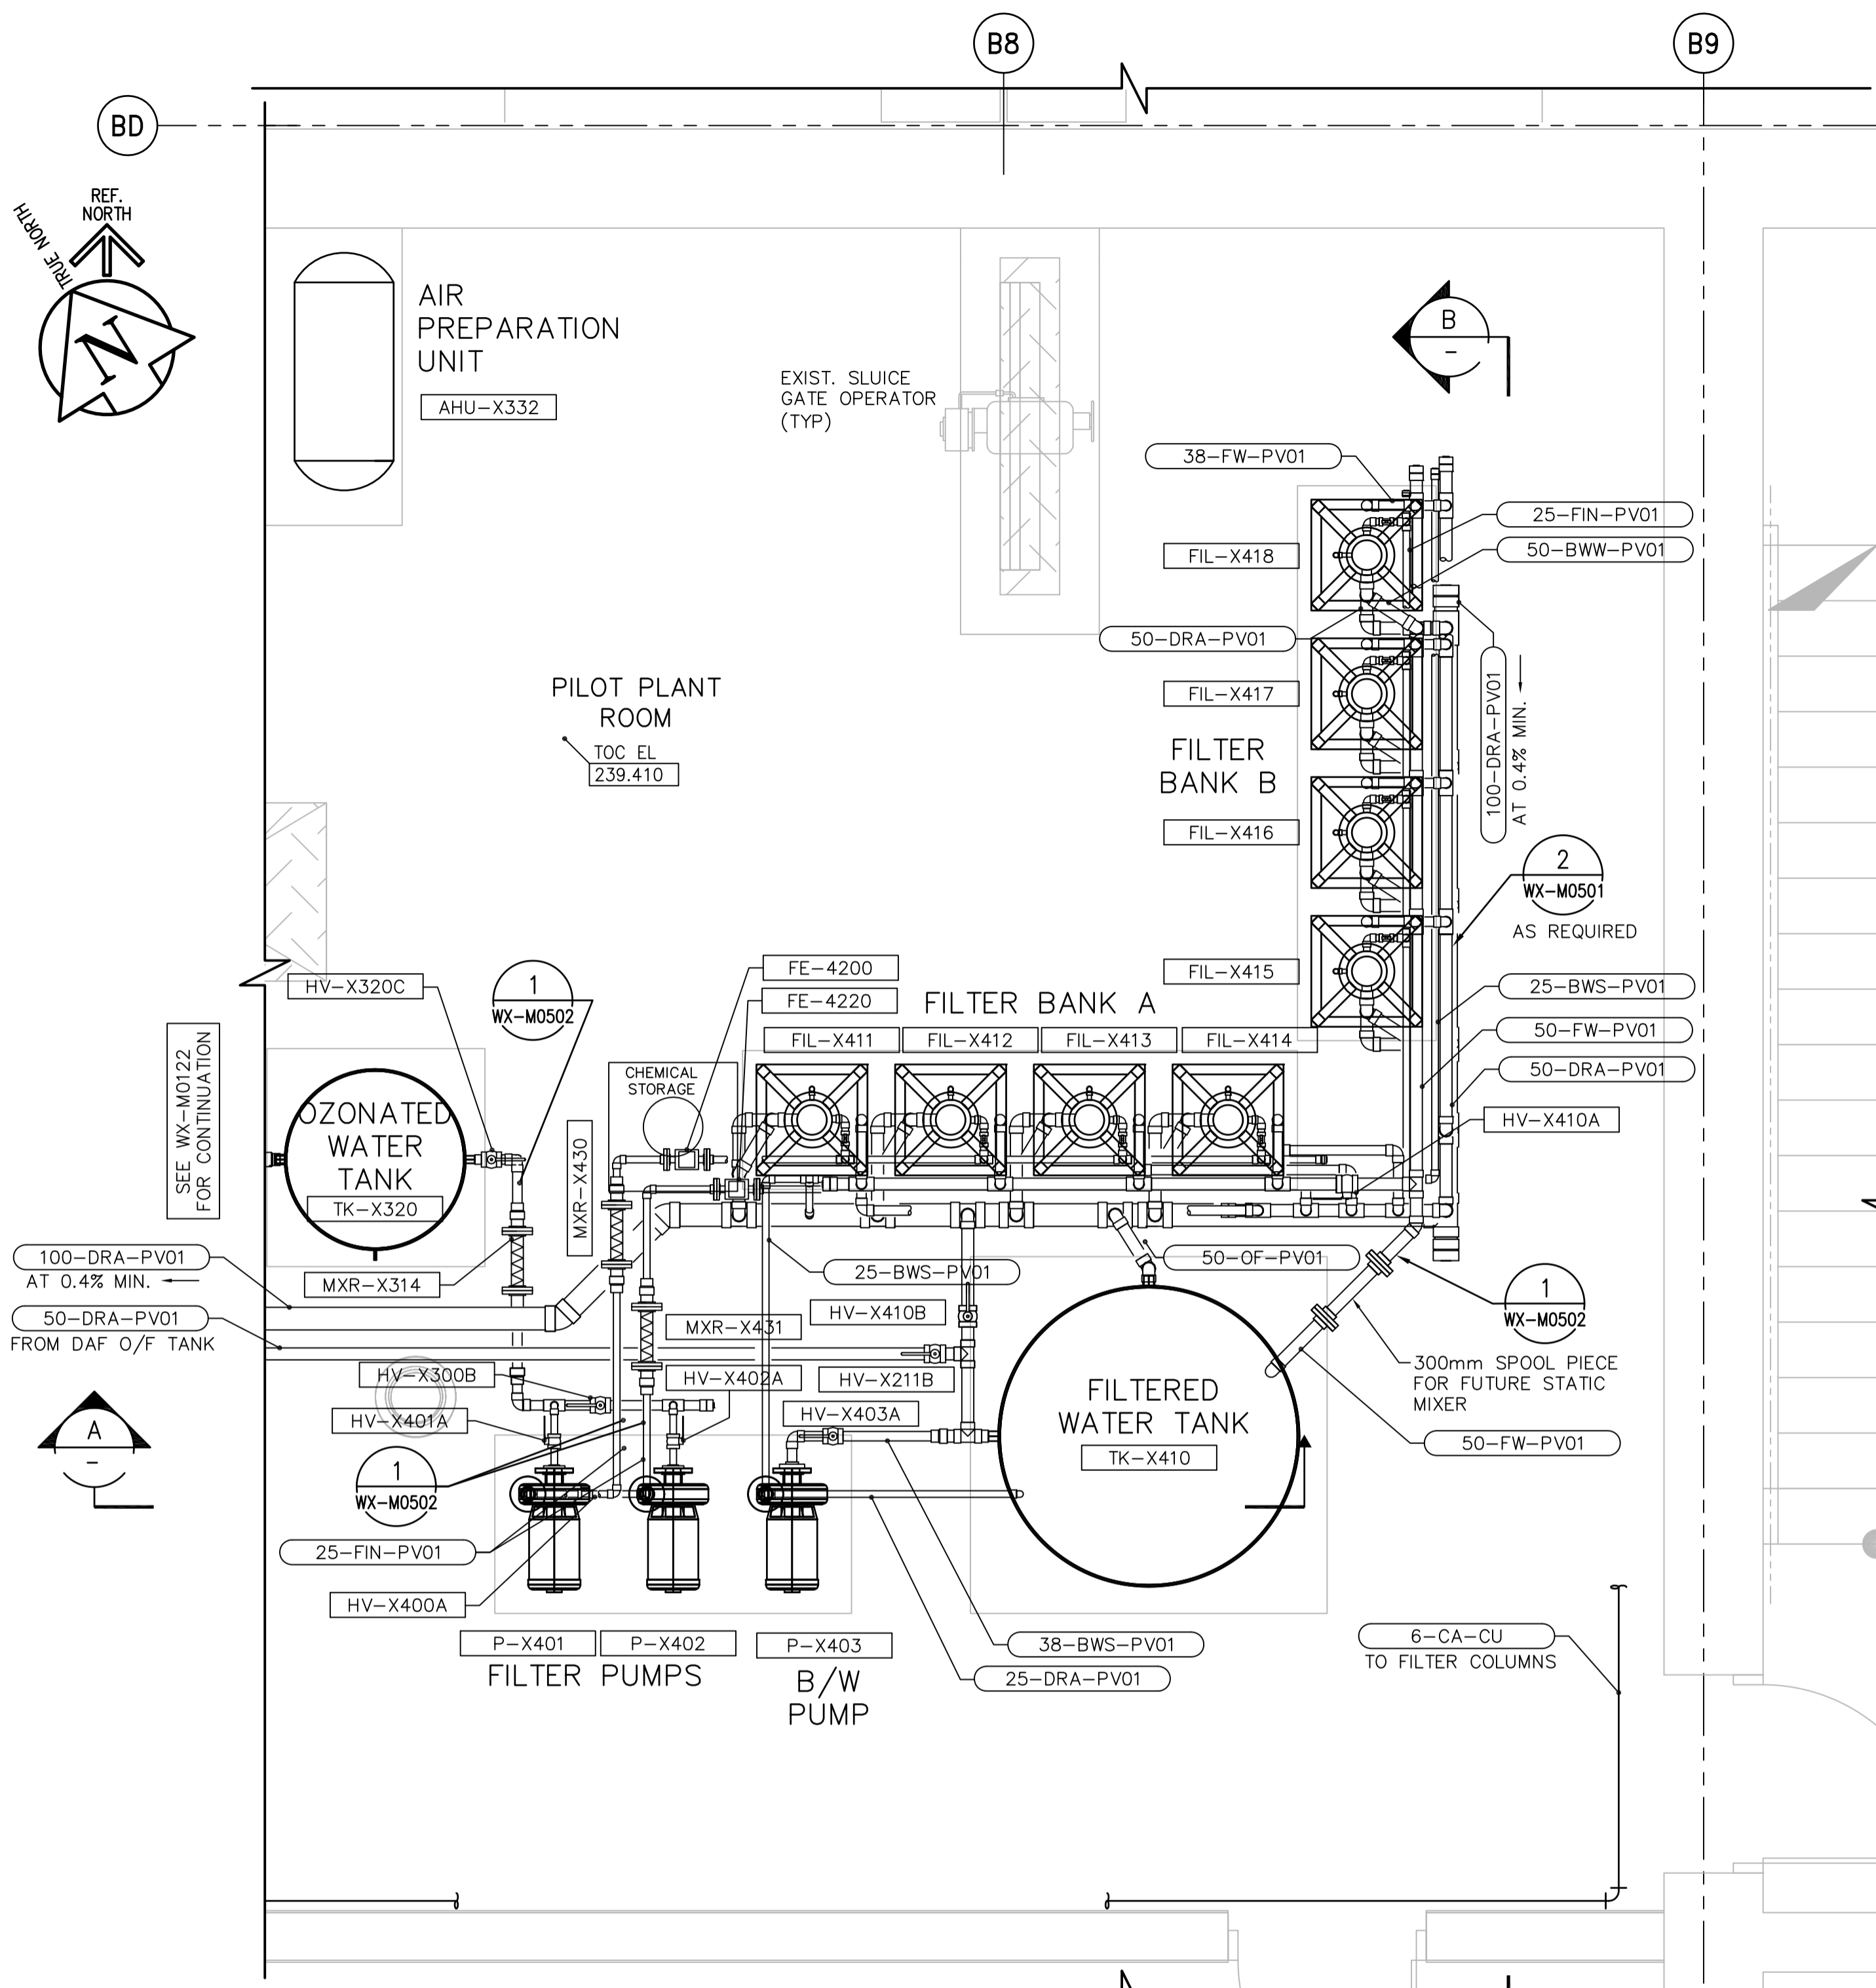 B8
B9
BD
REF.
NORTH
TRUE NORTH
N
AIR
PREPARATION
UNIT
AHU-X332
EXIST. SLUICE
GATE OPERATOR
(TYP)
B
-
38-FW-PV01
25-FIN-PV01
50-BWW-PV01
FIL-X418
50-DRA-PV01
100-DRA-PV01
AT 0.4% MIN.
FIL-X417
PILOT PLANT
ROOM
TOC EL
239.410
FILTER
BANK B
FIL-X416
2
WX-M0501
AS REQUIRED
FIL-X415
HV-X320C
1
WX-M0502
FE-4200
FE-4220
FILTER BANK A
25-BWS-PV01
50-FW-PV01
50-DRA-PV01
HV-X410A
FIL-X411
FIL-X412
FIL-X413
FIL-X414
SEE WX-M0122
FOR CONTINUATION
CHEMICAL
STORAGE
OZONATED
WATER
TANK
TK-X320
MXR-X430
100-DRA-PV01
AT 0.4% MIN.
MXR-X314
25-BWS-PV01
50-OF-PV01
50-DRA-PV01
FROM DAF O/F TANK
MXR-X431
HV-X410B
1
WX-M0502
HV-X300B
HV-X402A
HV-X211B
300mm SPOOL PIECE
FOR FUTURE STATIC
MIXER
HV-X401A
HV-X403A
FILTERED
WATER TANK
TK-X410
50-FW-PV01
A
-
1
WX-M0502
25-FIN-PV01
HV-X400A
P-X401
P-X402
P-X403
FILTER PUMPS
B/W
PUMP
38-BWS-PV01
25-DRA-PV01
6-CA-CU
TO FILTER COLUMNS